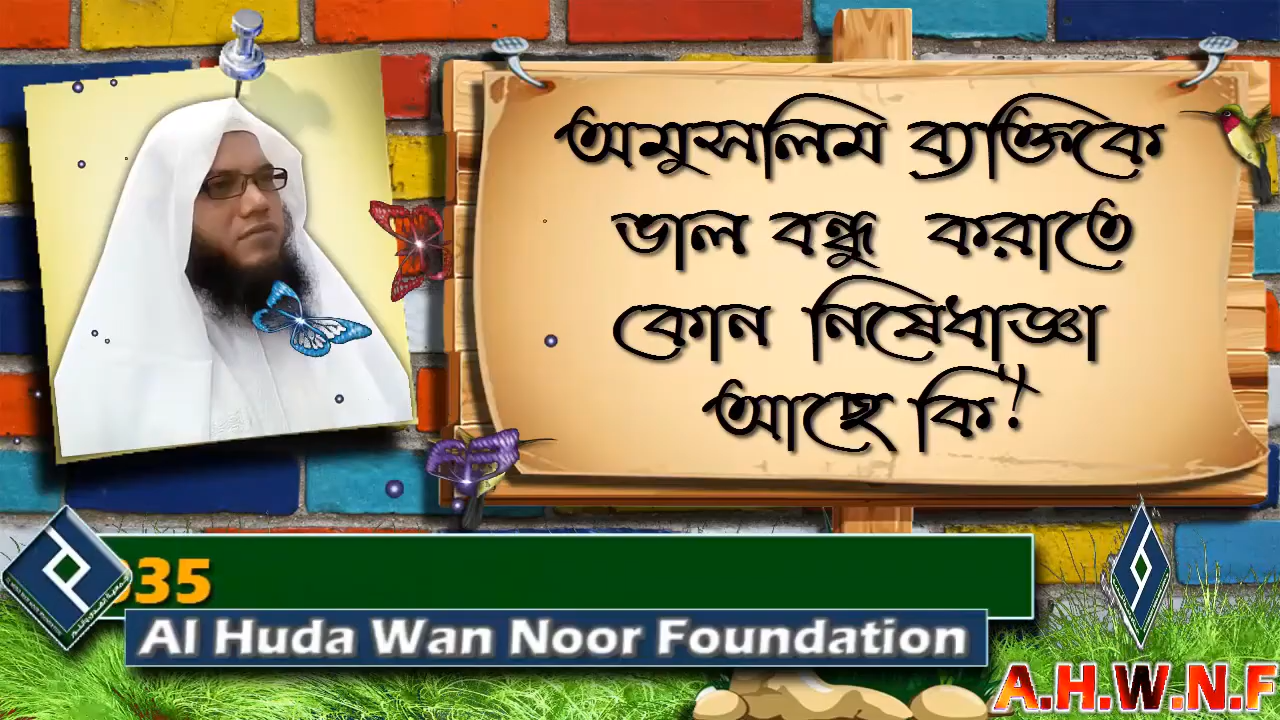 অমুসলিম ব্যক্তিকে
ভাল বন্ধু করাতে
কোন নিষেধাজ্ঞা
আছে কি?
35
Al Huda Wan Noor Foundation
A.H.W.N.F